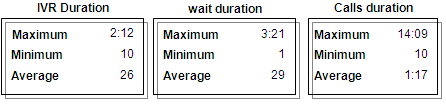 IVR Duration
Maximum 2:12
Minimum 10
Average 26
wait duration
Maximum 3:21
Minimum 1
Average 29
Calls duration
Maximum 14:09
Minimum 10
Average 1:17